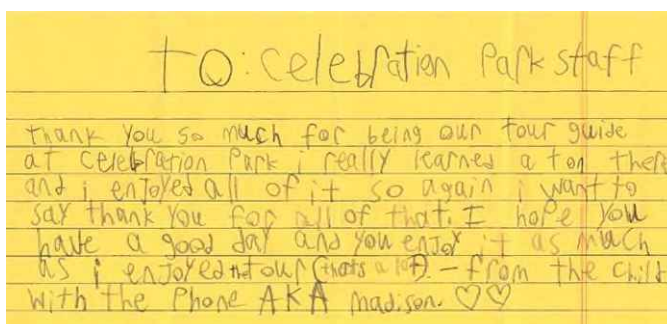 to: celebration Park staff
thank you so much for being our tour guide
at celebration Park i really learned a ton there
and i enjoyed all of it so again i want to
say thank you for all of that. I hope you
have a good day and you enjoy it as much
as i enjoyed the tour (thats a lot). - from the child
with the Phone AKA madison. ♡♡